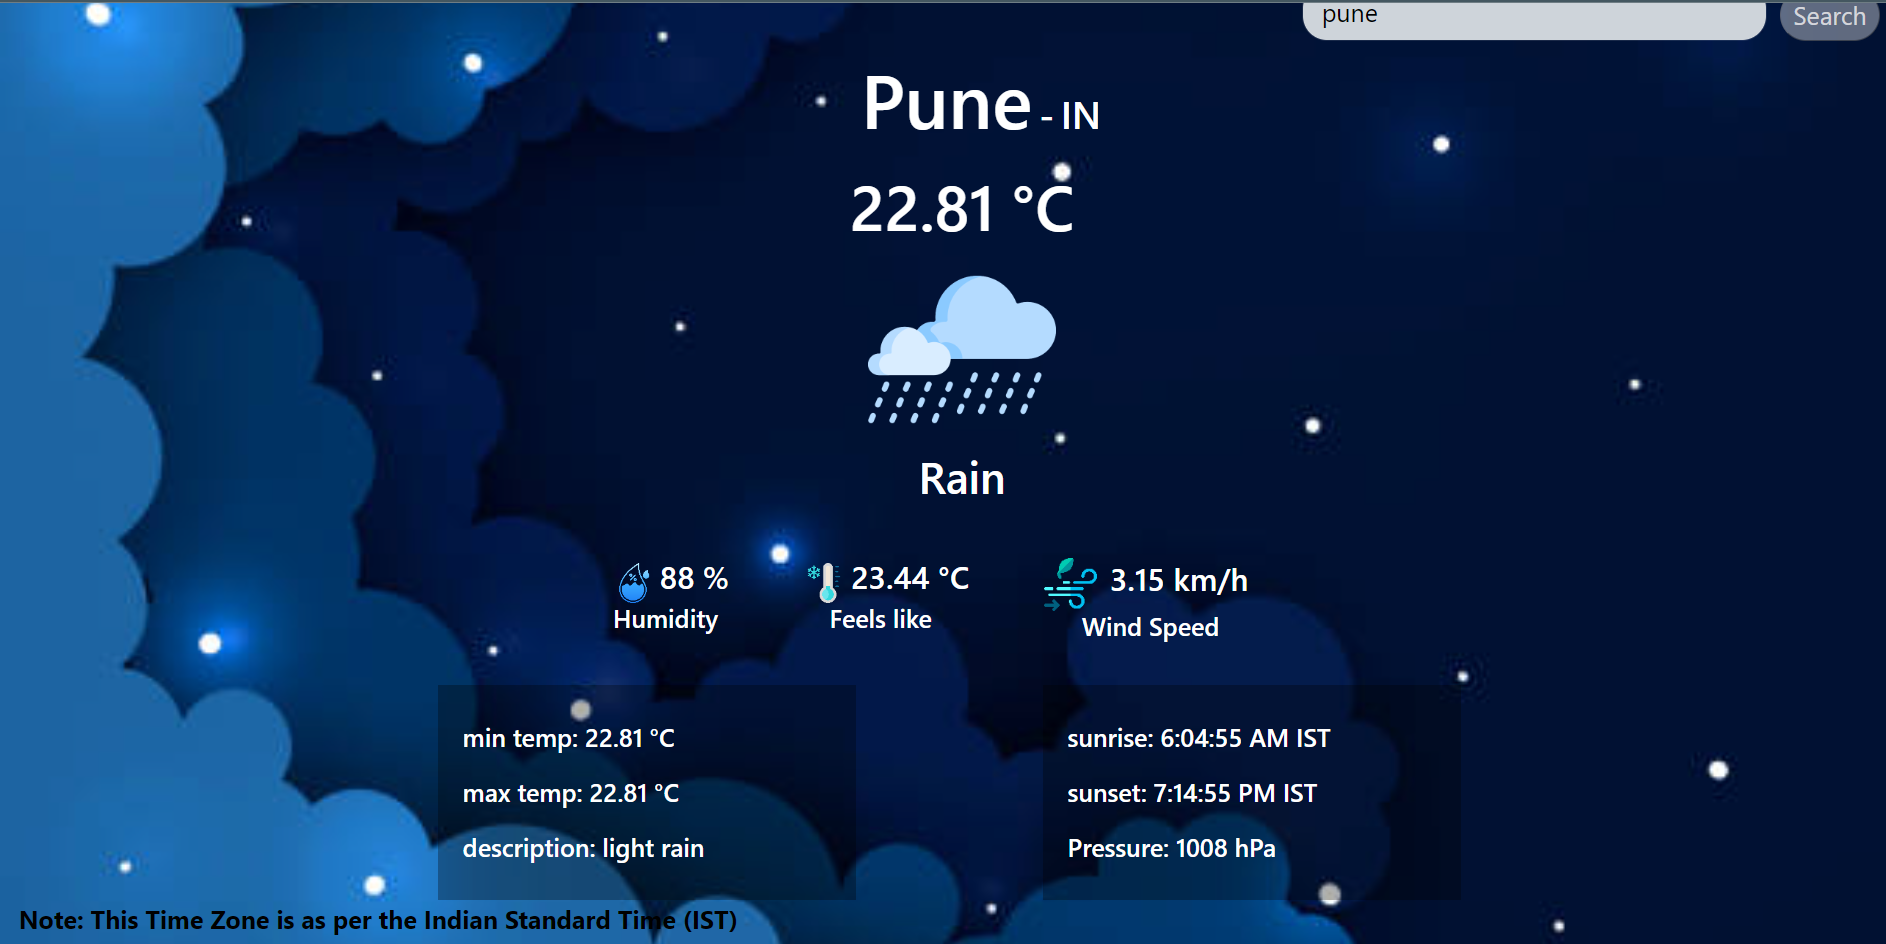 pune
Search
Pune - IN
22.81 °C
Rain
88 %
Humidity
23.44 °C
Feels like
3.15 km/h
Wind Speed
min temp: 22.81 °C
max temp: 22.81 °C
description: light rain
sunrise: 6:04:55 AM IST
sunset: 7:14:55 PM IST
Pressure: 1008 hPa
Note: This Time Zone is as per the Indian Standard Time (IST)